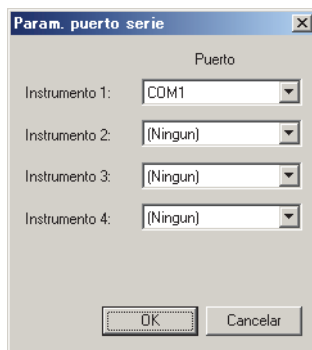 Param. puerto serie
Puerto
Instrumento 1: COM1
Instrumento 2: (Ningun)
Instrumento 3: (Ningun)
Instrumento 4: (Ningun)
OK Cancelar